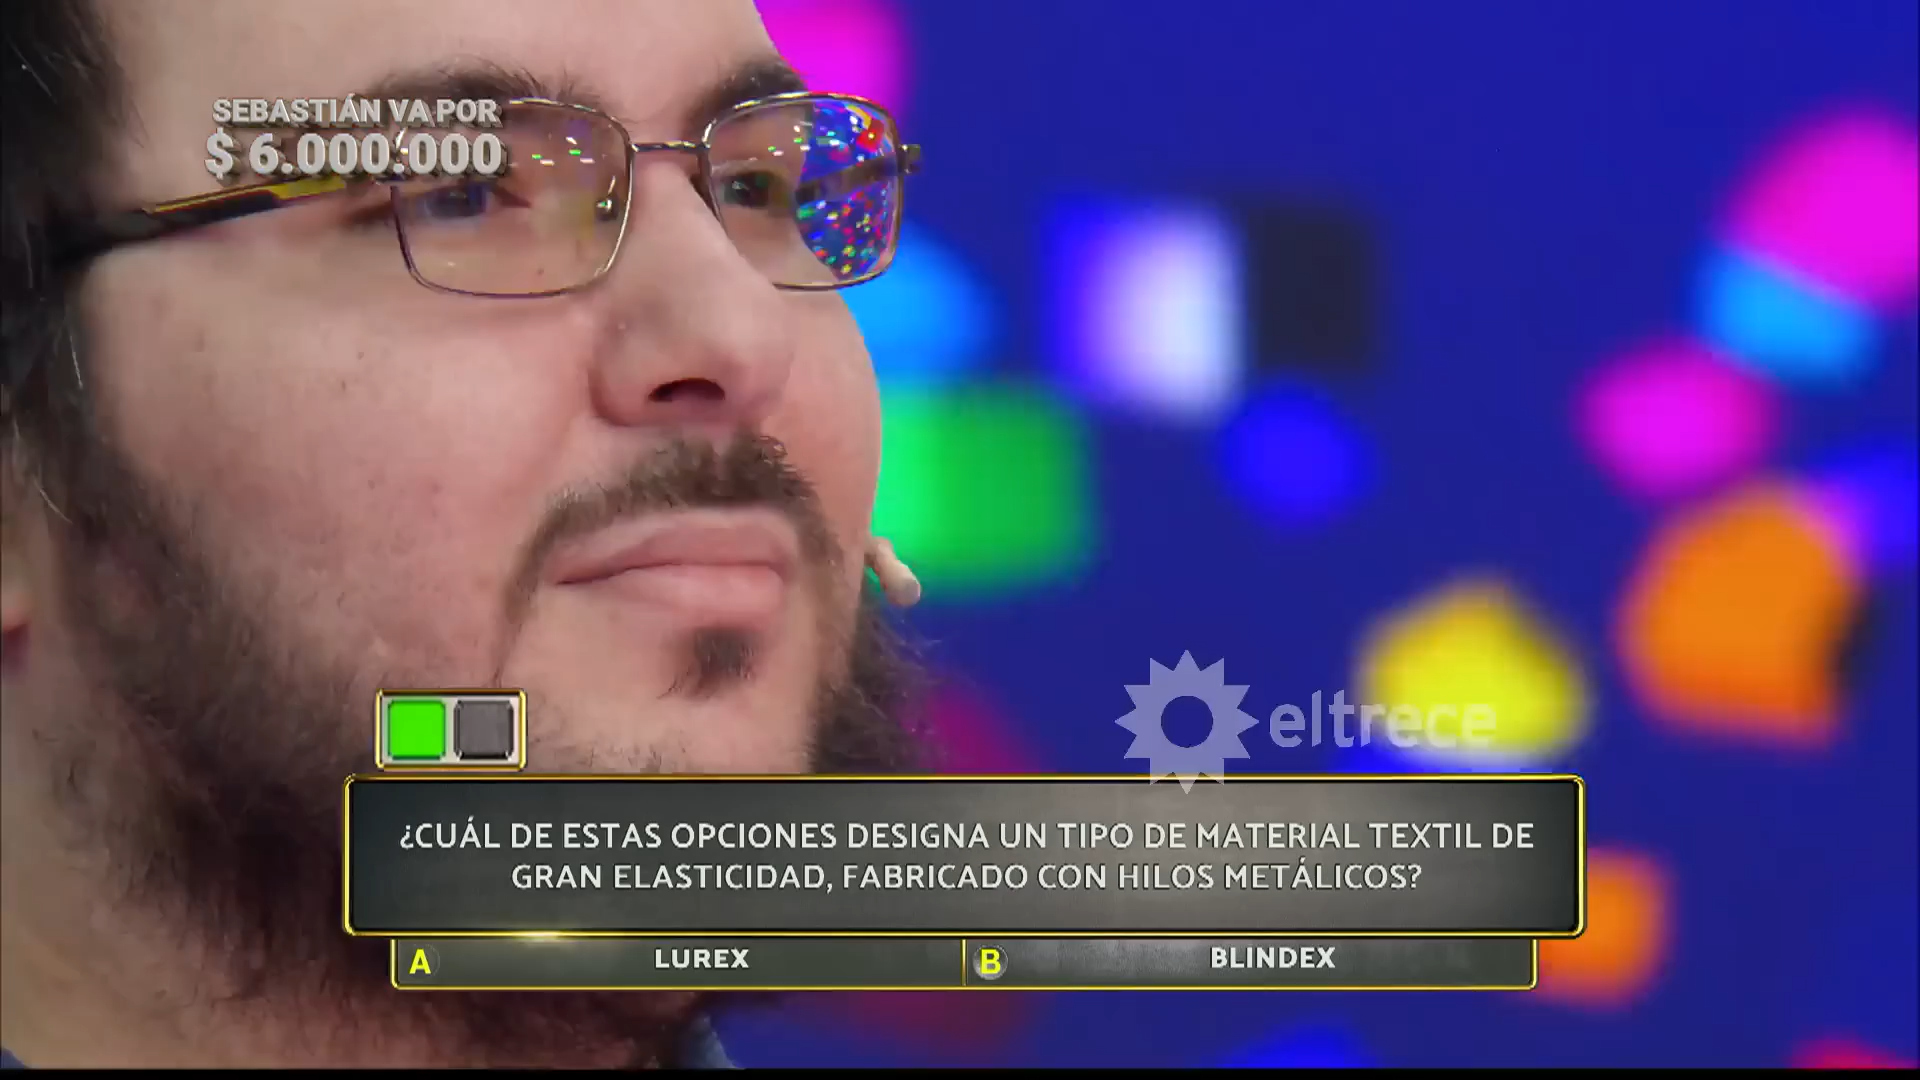 SEBASTIÁN VA POR
$ 6.000.000
eltrece
¿CUÁL DE ESTAS OPCIONES DESIGNA UN TIPO DE MATERIAL TEXTIL DE
GRAN ELASTICIDAD, FABRICADO CON HILOS METÁLICOS?
A LUREX
B BLINDEX